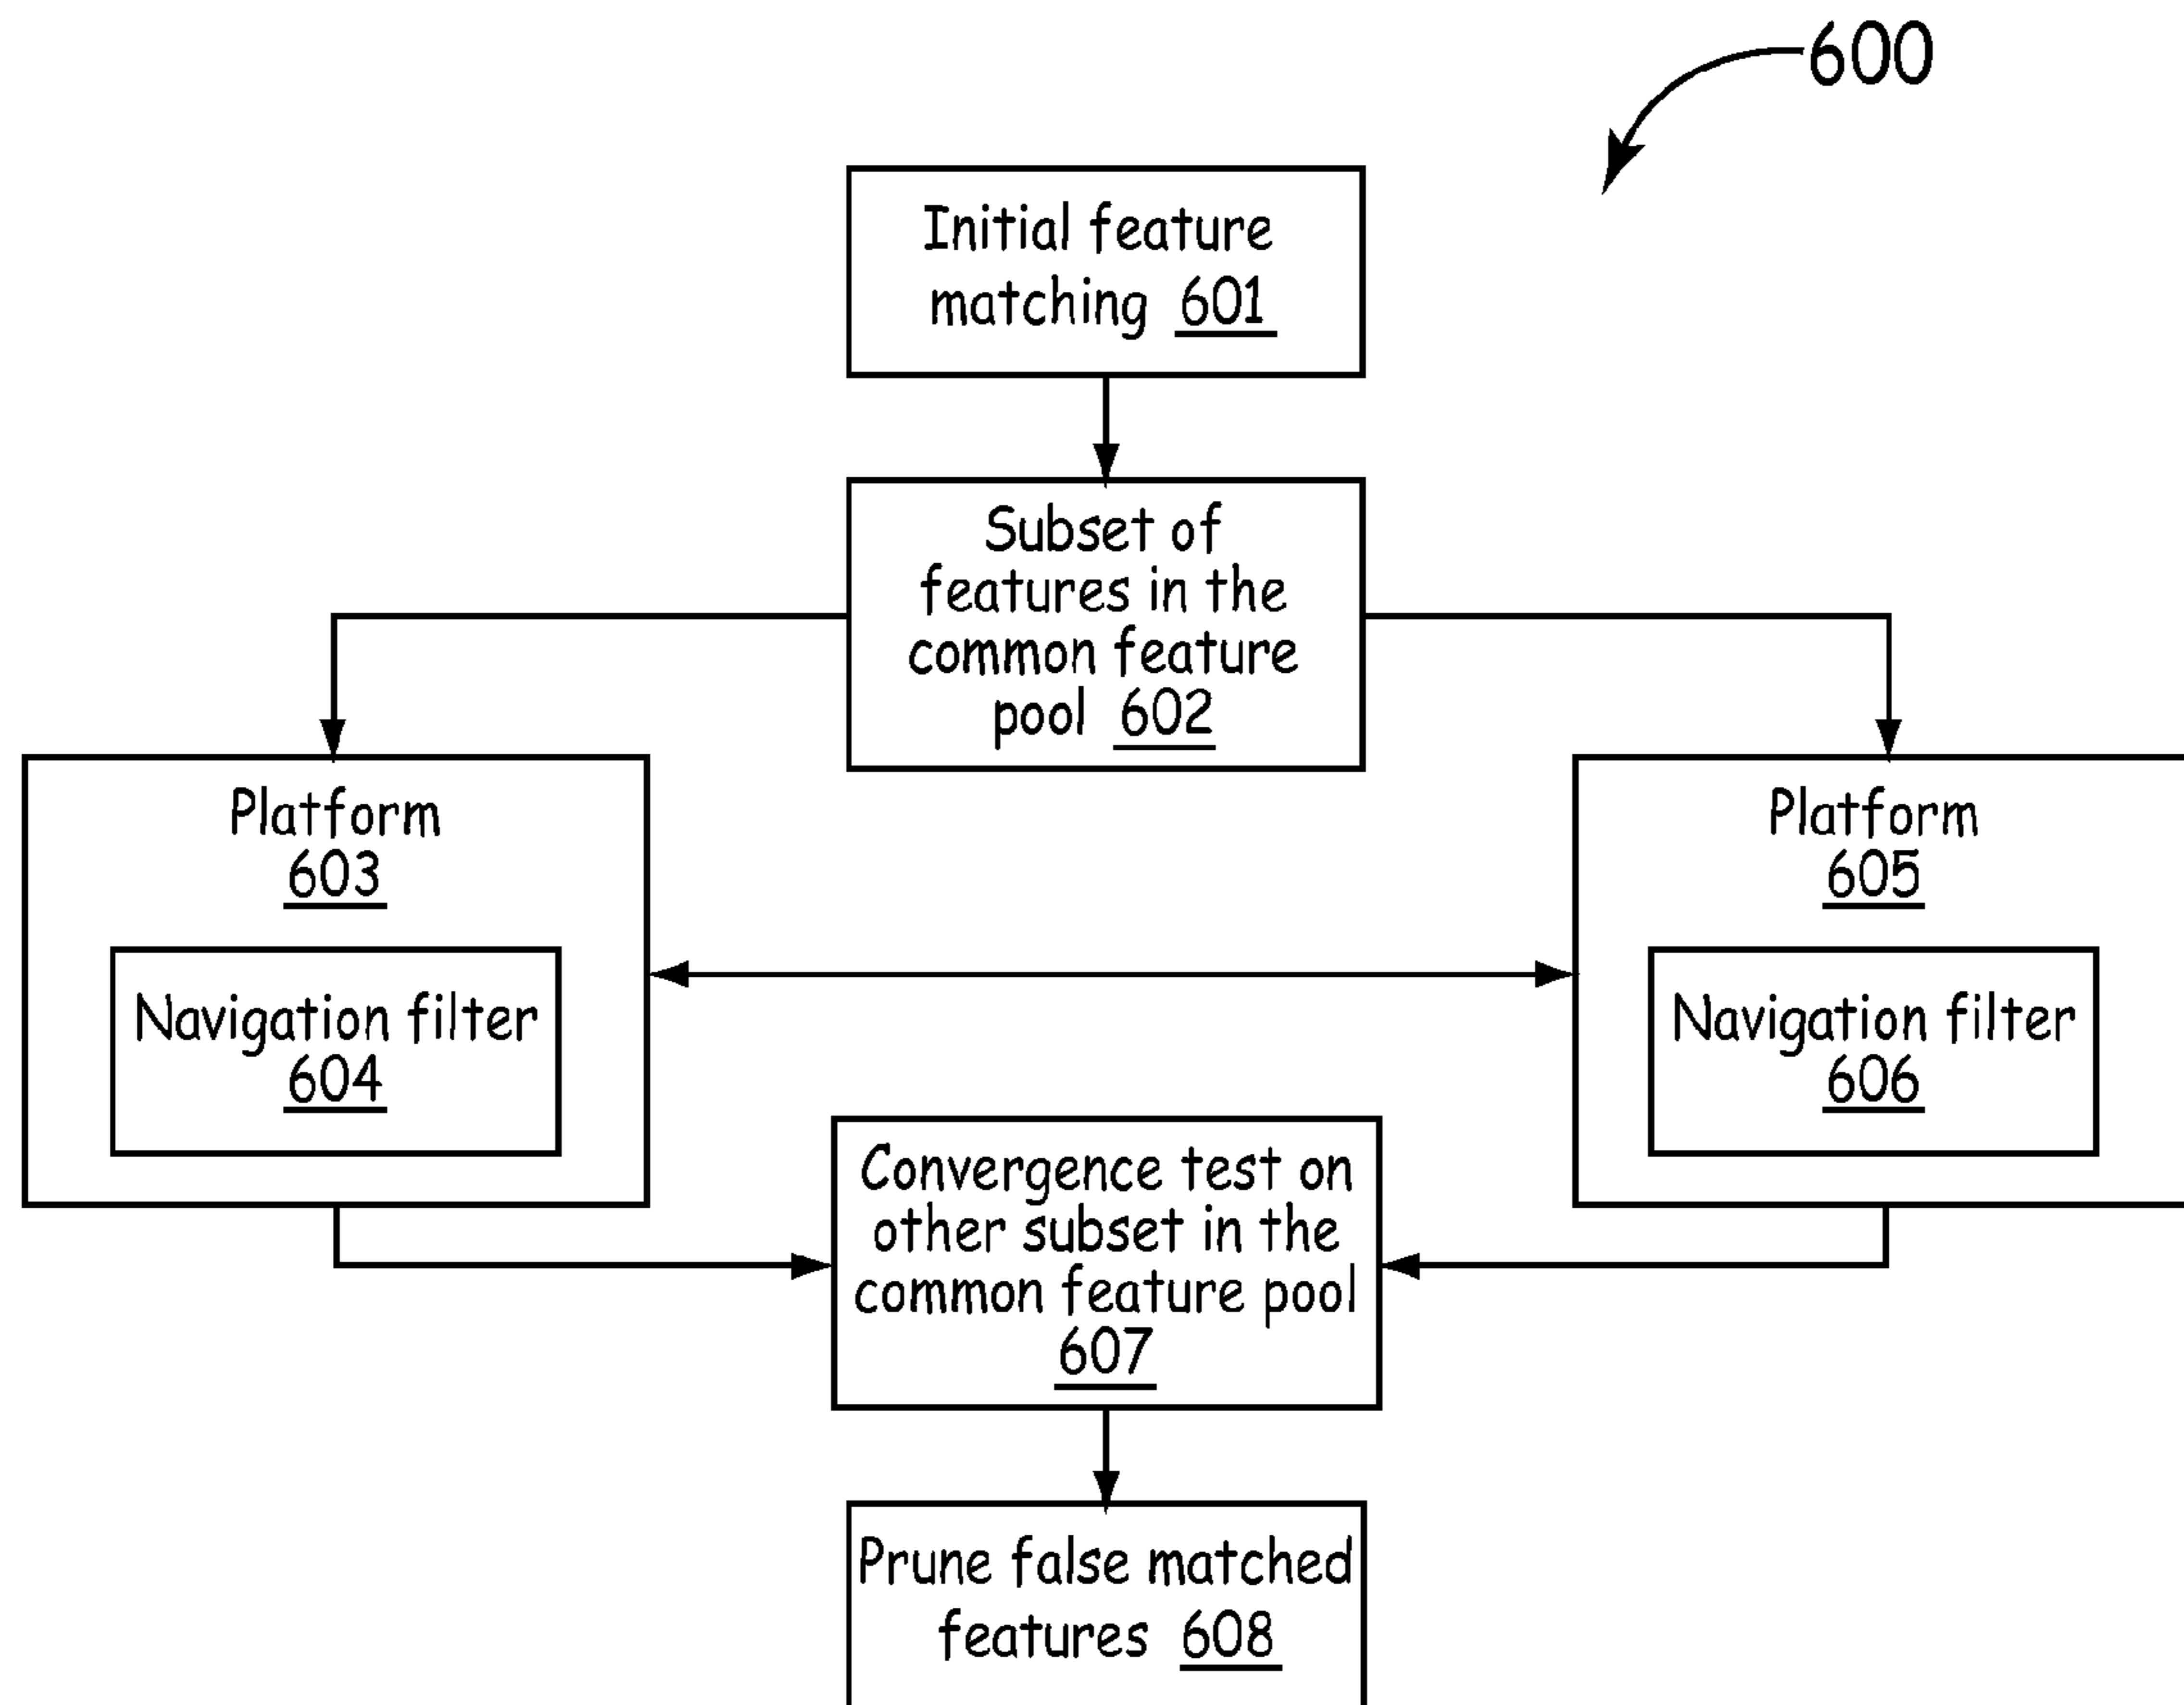 600
Initial feature
matching 601
Subset of
features in the
common feature
pool 602
Platform
603
Navigation filter
604
Platform
605
Navigation filter
606
Convergence test on
other subset in the
common feature pool
607
Prune false matched
features 608